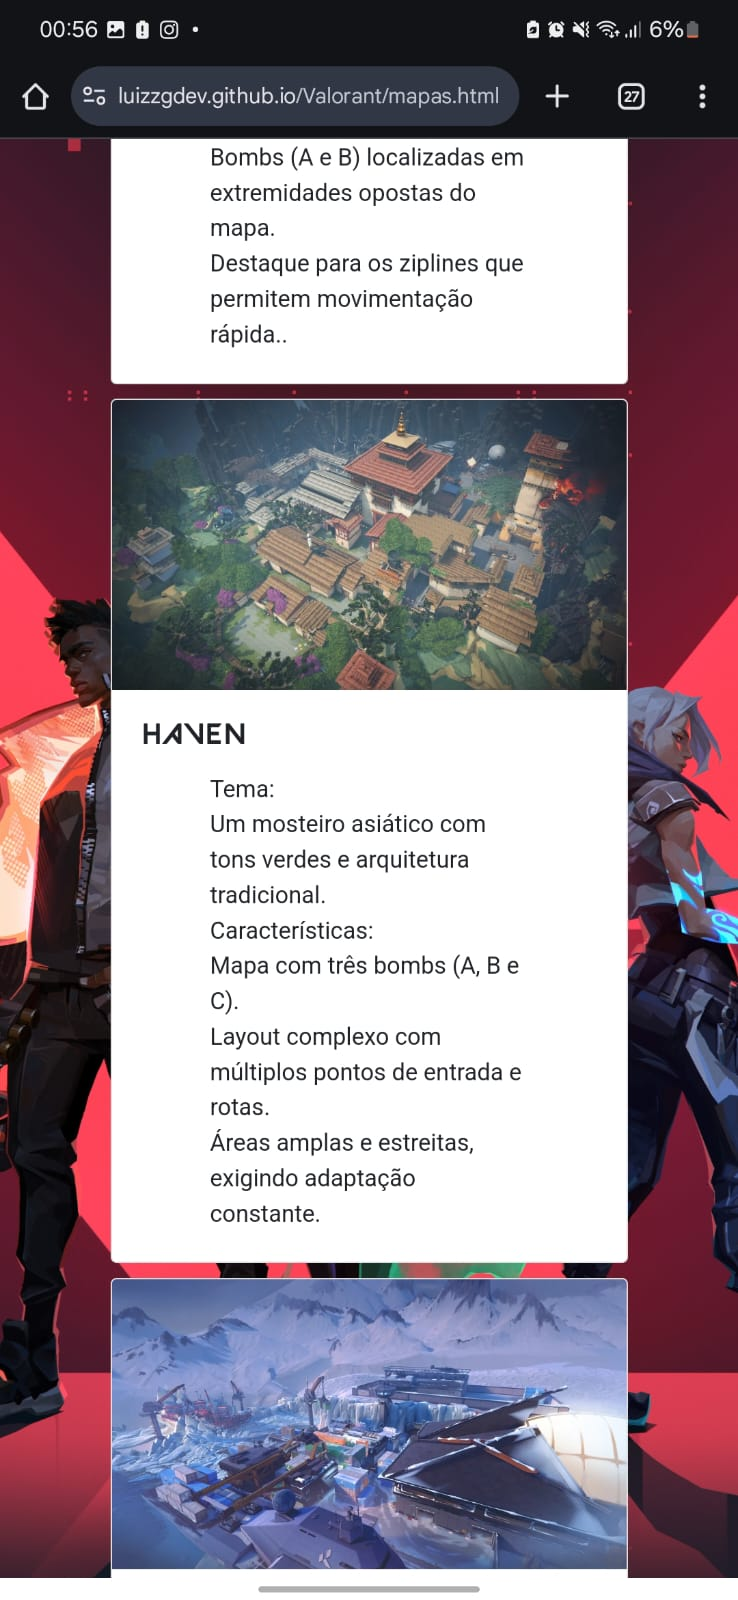 00:56
6%
luizzgdev.github.io/Valorant/mapas.html
27
Bombs (A e B) localizadas em
extremidades opostas do
mapa.
Destaque para os ziplines que
permitem movimentação
rápida..
HAVEN
Tema:
Um mosteiro asiático com
tons verdes e arquitetura
tradicional.
Características:
Mapa com três bombs (A, B e
C).
Layout complexo com
múltiplos pontos de entrada e
rotas.
Áreas amplas e estreitas,
exigindo adaptação
constante.